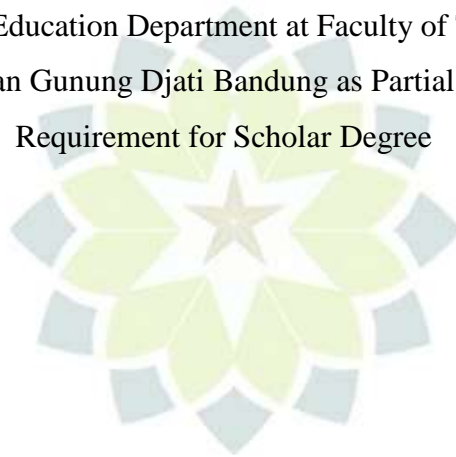 Education Department at Faculty of
an Gunung Djati Bandung as Partial
Requirement for Scholar Degree